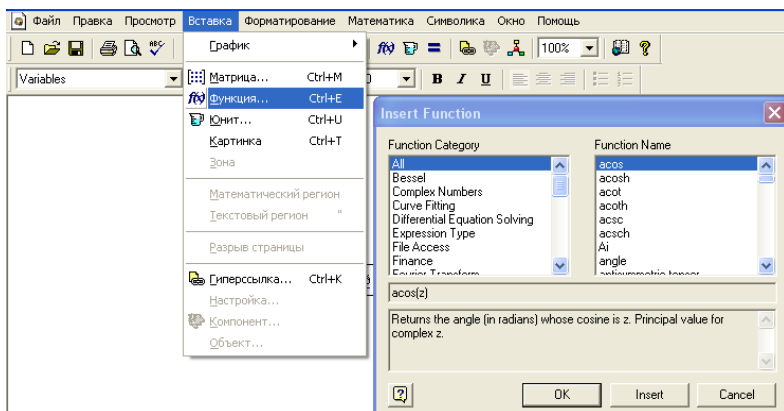 Файл Правка Просмотр Вставка Форматирование Математика Символика Окно Помощь
f(x) 100% ?
Variables
B I U
График
Матрица... Ctrl+M
f(x) Функция... Ctrl+E
Юнит... Ctrl+U
Картинка Ctrl+T
Зона
Математический регион
Текстовый регион "
Разрыв страницы
Гиперссылка... Ctrl+K
Настройка...
Компонент...
Объект...
Insert Function
Function Category
All
Bessel
Complex Numbers
Curve Fitting
Differential Equation Solving
Expression Type
File Access
Finance
Fourier Transform
Function Name
acos
acosh
acot
acoth
acsc
acsch
Ai
angle
antisymmetric tensor
acos(z)
Returns the angle (in radians) whose cosine is z. Principal value for
complex z.
OK Insert Cancel